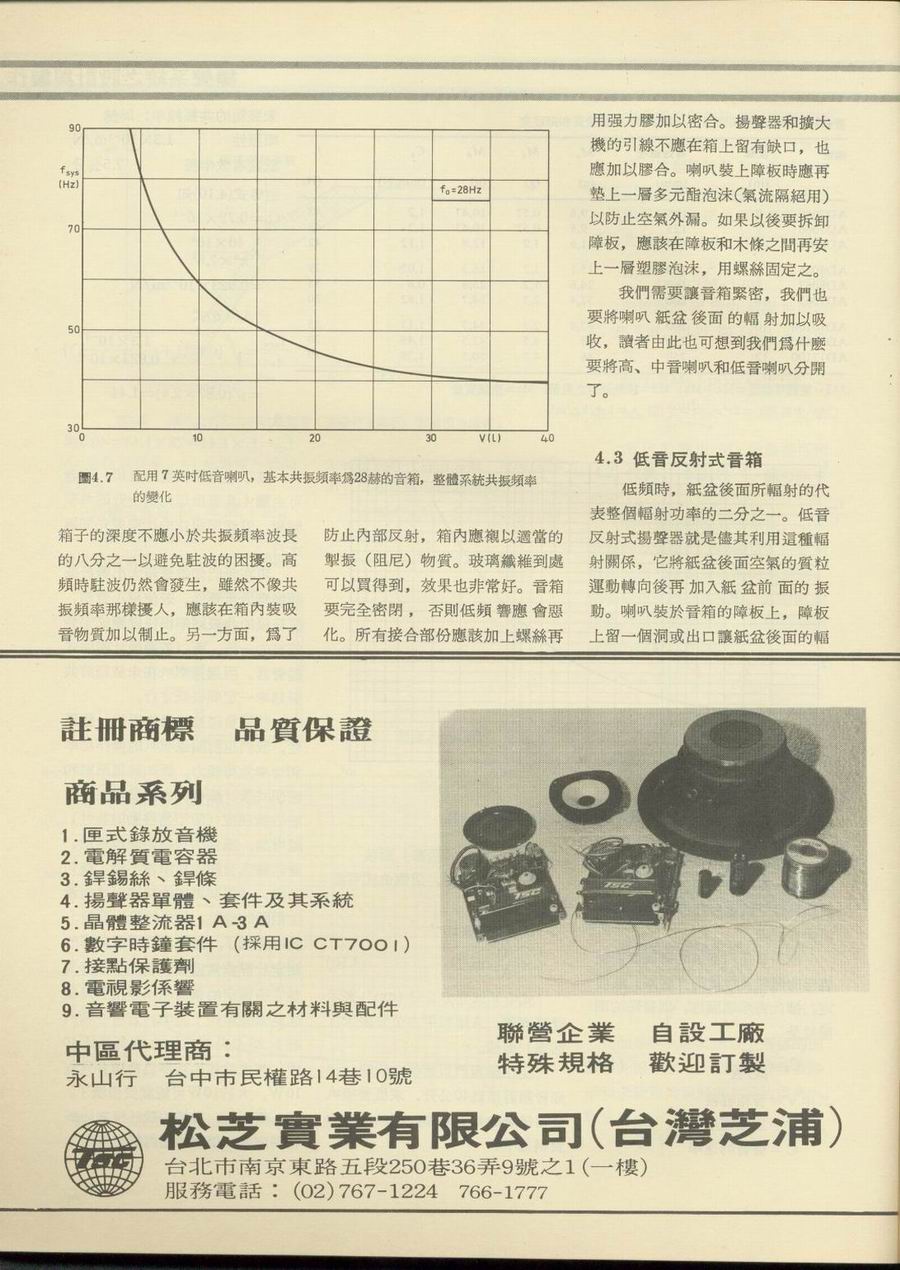 90
fsys
(Hz)
70
50
30
f₀=28Hz
0
10
20
30
V(L)
40
圖4.7 配用7英吋低音喇叭，基本共振頻率爲28赫的音箱，整體系統共振頻率
的變化
箱子的深度不應小於共振頻率波長
的八分之一以避免駐波的困擾。高
頻時駐波仍然會發生，雖然不像共
振頻率那樣擾人，應該在箱內裝吸
音物質加以制止。另一方面，爲了
防止內部反射，箱內應襯以適當的
掣振（阻尼）物質。玻璃纖維到處
可以買得到，效果也非常好。音箱
要完全密閉，否則低頻響應會惡
化。所有接合部份應該加上螺絲再
用强力膠加以密合。揚聲器和擴大
機的引線不應在箱上留有缺口，也
應加以膠合。喇叭裝上障板時應再
墊上一層多元酯泡沫（氣流隔絕用）
以防止空氣外漏。如果以後要拆卸
障板，應該在障板和木條之間再安
上一層塑膠泡沫，用螺絲固定之。
我們需要讓音箱緊密，我們也
要將喇叭紙盆後面的輻射加以吸
收，讀者由此也可想到我們爲什麼
要將高、中音喇叭和低音喇叭分開
了。
4.3 低音反射式音箱
低頻時，紙盆後面所輻射的代
表整個輻射功率的二分之一。低音
反射式揚聲器就是儘其利用這種輻
射關係，它將紙盆後面空氣的質粒
運動轉向後再加入紙盆前面的振
動。喇叭裝於音箱的障板上，障板
上留一個洞或出口讓紙盆後面的輻
註冊商標 品質保證
商品系列
1.匣式錄放音機
2.電解質電容器
3.銲錫絲、銲條
4.揚聲器單體、套件及其系統
5.晶體整流器1A-3A
6.數字時鐘套件（採用IC CT7001）
7.接點保護劑
8.電視影係響
9.音響電子裝置有關之材料與配件
中區代理商：
永山行 台中市民權路14巷10號
TSC
TSC
聯營企業 自設工廠
特殊規格 歡迎訂製
TSC
松芝實業有限公司（台灣芝浦）
台北市南京東路五段250巷36弄9號之1（一樓）
服務電話：(02)767-1224 766-1777